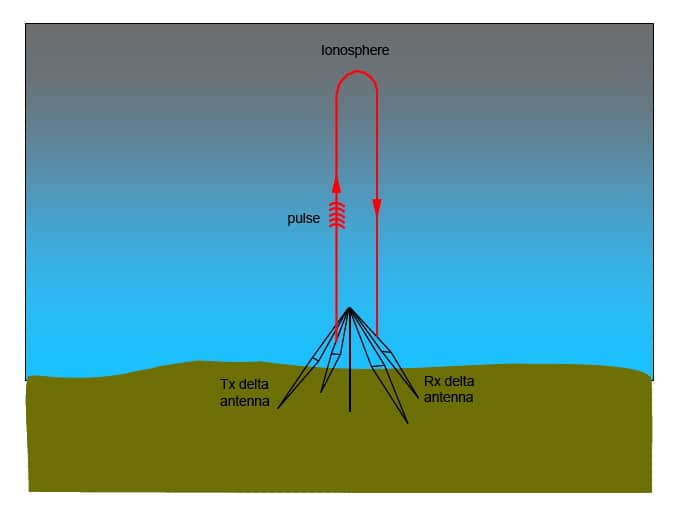 Ionosphere
pulse
Tx delta
antenna
Rx delta
antenna